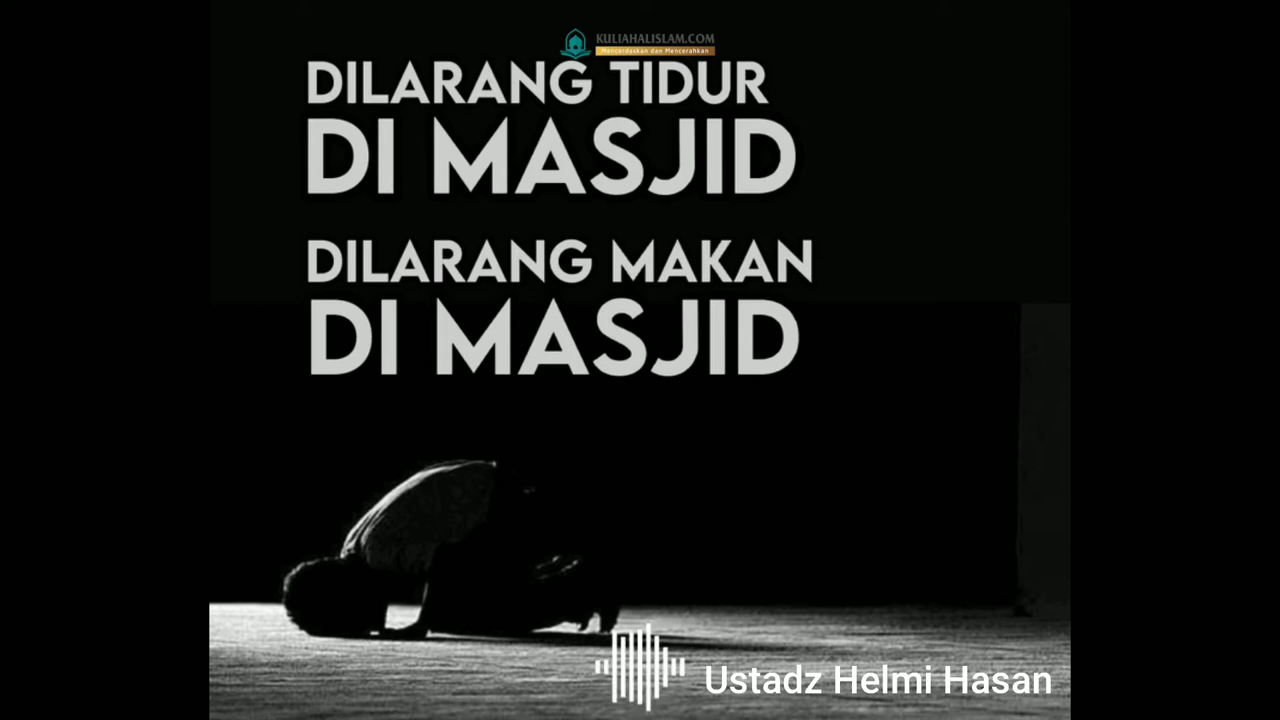 KULIAHALISLAM.COM
Mencerdaskan dan Mencerahkan
DILARANG TIDUR
DI MASJID
DILARANG MAKAN
DI MASJID
Ustadz Helmi Hasan